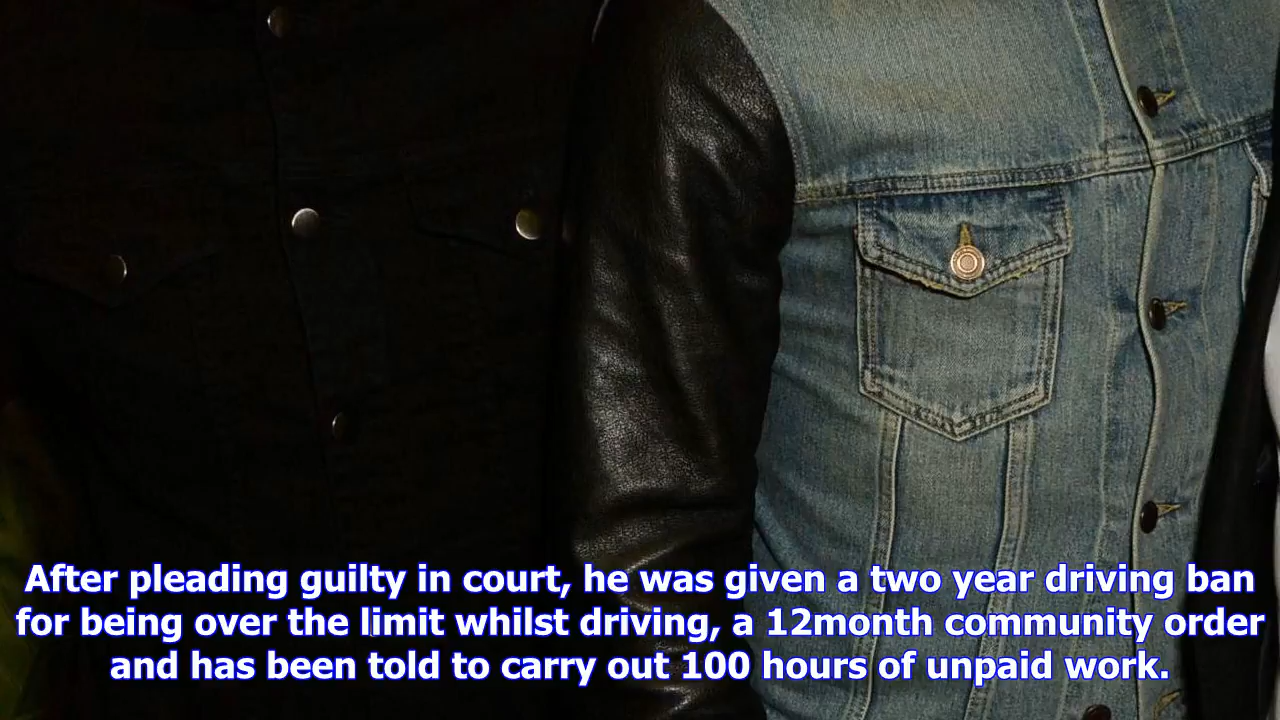 After pleading guilty in court, he was given a two year driving ban
for being over the limit whilst driving, a 12month community order
and has been told to carry out 100 hours of unpaid work.